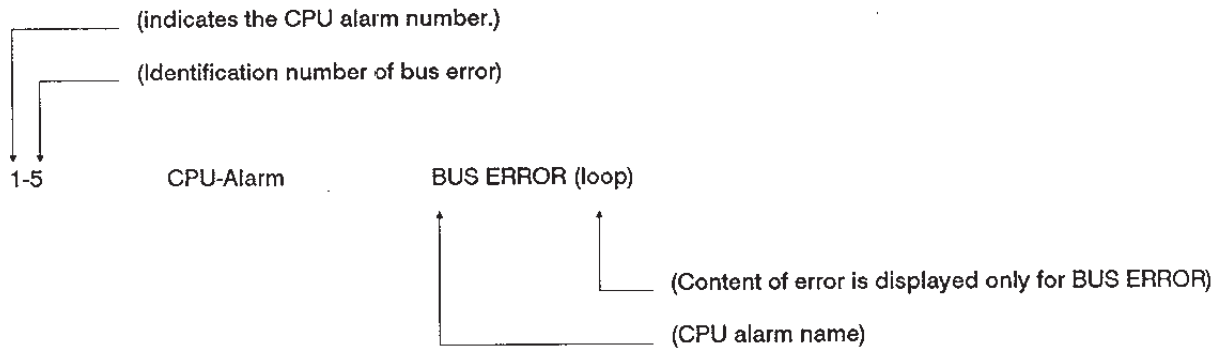 (indicates the CPU alarm number.)
(Identification number of bus error)
1-5 CPU-Alarm BUS ERROR (loop)
(Content of error is displayed only for BUS ERROR)
(CPU alarm name)